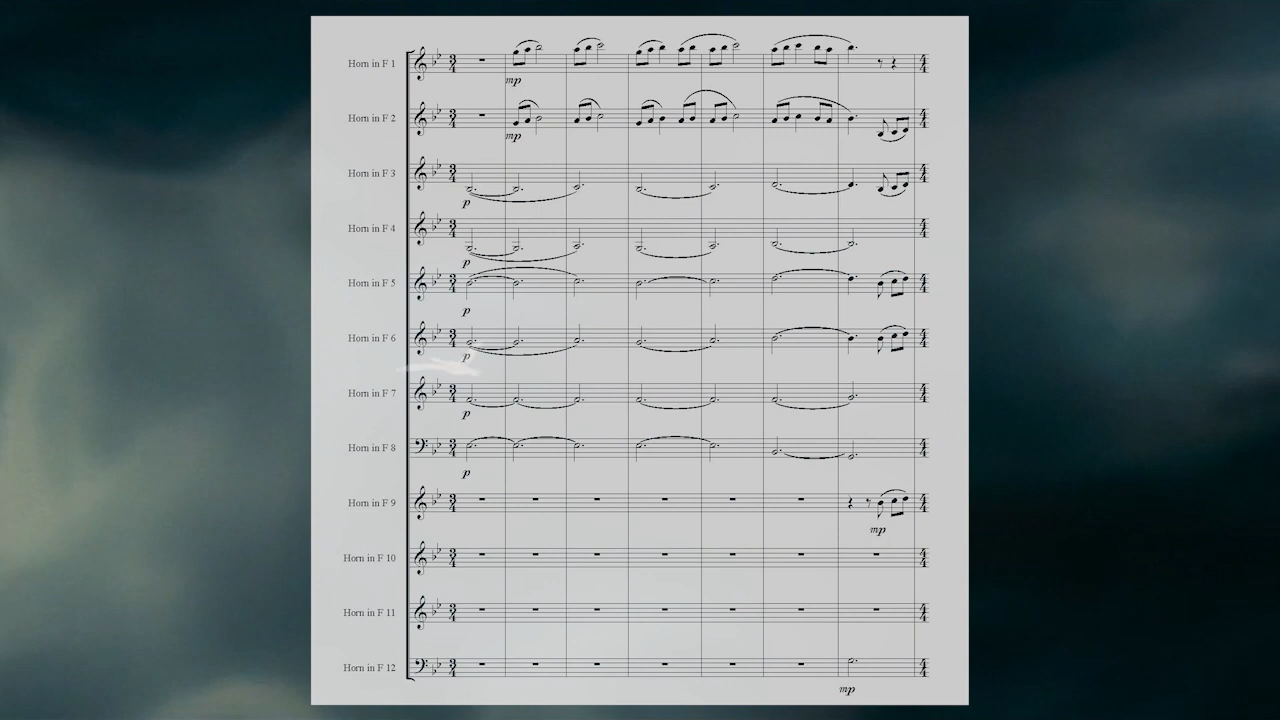 Horn in F 1
mp
Horn in F 2
mp
Horn in F 3
p
Horn in F 4
p
Horn in F 5
p
Horn in F 6
p
Horn in F 7
p
Horn in F 8
p
Horn in F 9
mp
Horn in F 10
Horn in F 11
Horn in F 12
mp